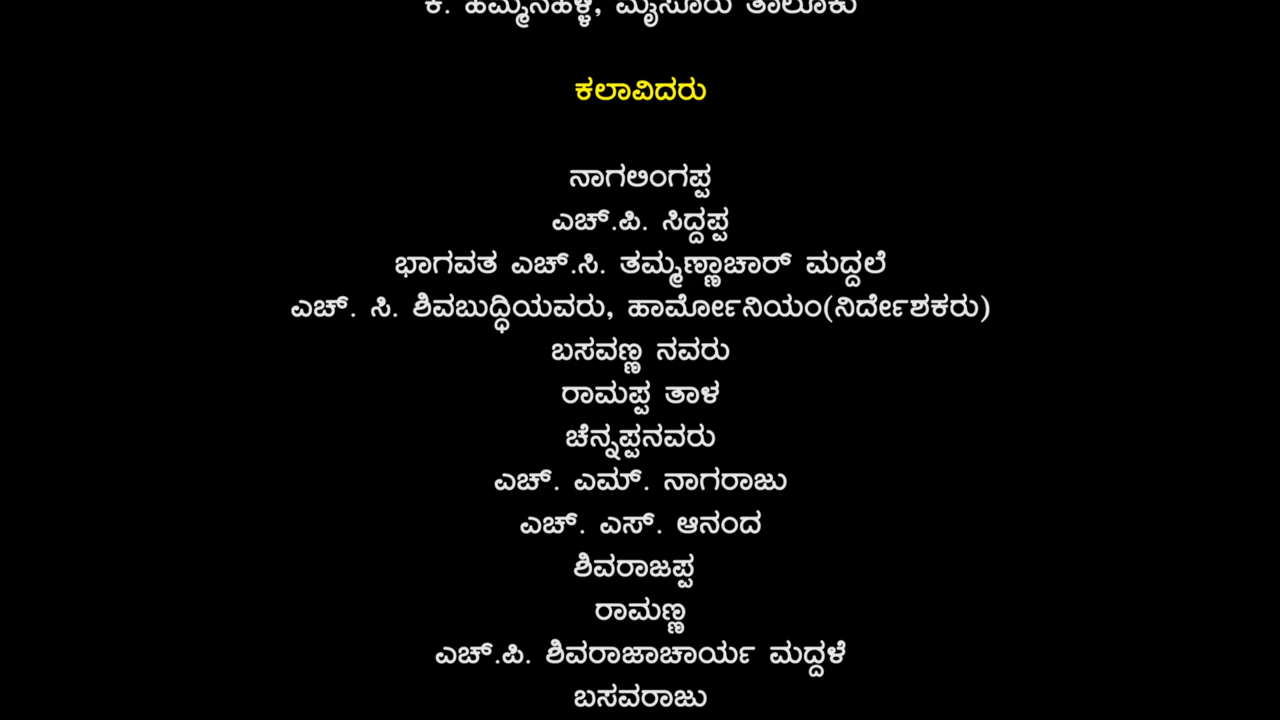 ಕೆ. ಹೆಮ್ಮನಹಳ್ಳಿ, ಮೈಸೂರು ತಾಲೂಕು
ಕಲಾವಿದರು
ನಾಗಲಿಂಗಪ್ಪ
ಎಚ್.ಪಿ. ಸಿದ್ದಪ್ಪ
ಭಾಗವತ ಎಚ್.ಸಿ. ತಮ್ಮಣ್ಣಾಚಾರ್ ಮದ್ದಲೆ
ಎಚ್. ಸಿ. ಶಿವಬುದ್ಧಿಯವರು, ಹಾರ್ಮೋನಿಯಂ(ನಿರ್ದೇಶಕರು)
ಬಸವಣ್ಣ ನವರು
ರಾಮಪ್ಪ ತಾಳ
ಚೆನ್ನಪ್ಪನವರು
ಎಚ್. ಎಮ್. ನಾಗರಾಜು
ಎಚ್. ಎಸ್. ಆನಂದ
ಶಿವರಾಜಪ್ಪ
ರಾಮಣ್ಣ
ಎಚ್.ಪಿ. ಶಿವರಾಜಾಚಾರ್ಯ ಮದ್ದಳೆ
ಬಸವರಾಜು